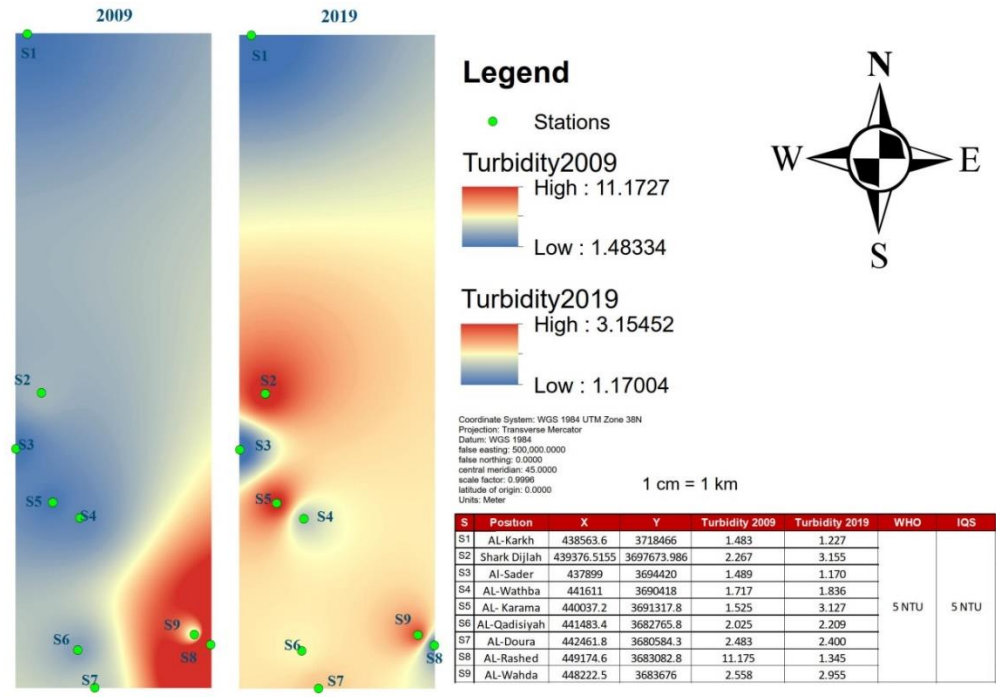 2009
2019
S1
S2
S3
S5
S4
S6
S9
S8
S7
S1
S2
S3
S5
S4
S9
S6
S8
S7
Legend
Stations
Turbidity2009
High : 11.1727
Low : 1.48334
Turbidity2019
High : 3.15452
Low : 1.17004
N
W
E
S
Coordinate System: WGS 1984 UTM Zone 38N
Projection: Transverse Mercator
Datum: WGS 1984
false easting: 500,000.0000
false northing: 0.0000
central meridian: 45.0000
scale factor: 0.9996
latitude of origin: 0.0000
Units: Meter
1 cm = 1 km
S Position X Y Turbidity 2009 Turbidity 2019 WHO IQS
S1 AL-Karkh 438563.6 3718466 1.483 1.227
S2 Shark Dijlah 439376.5155 3697673.986 2.267 3.155
S3 Al-Sader 437899 3694420 1.489 1.170
S4 AL-Wathba 441611 3690418 1.717 1.836
S5 AL- Karama 440037.2 3691317.8 1.525 3.127 5 NTU 5 NTU
S6 AL-Qadisiyah 441483.4 3682765.8 2.025 2.209
S7 AL-Doura 442461.8 3680584.3 2.483 2.400
S8 AL-Rashed 449174.6 3683082.8 11.175 1.345
S9 AL-Wahda 448222.5 3683676 2.558 2.955